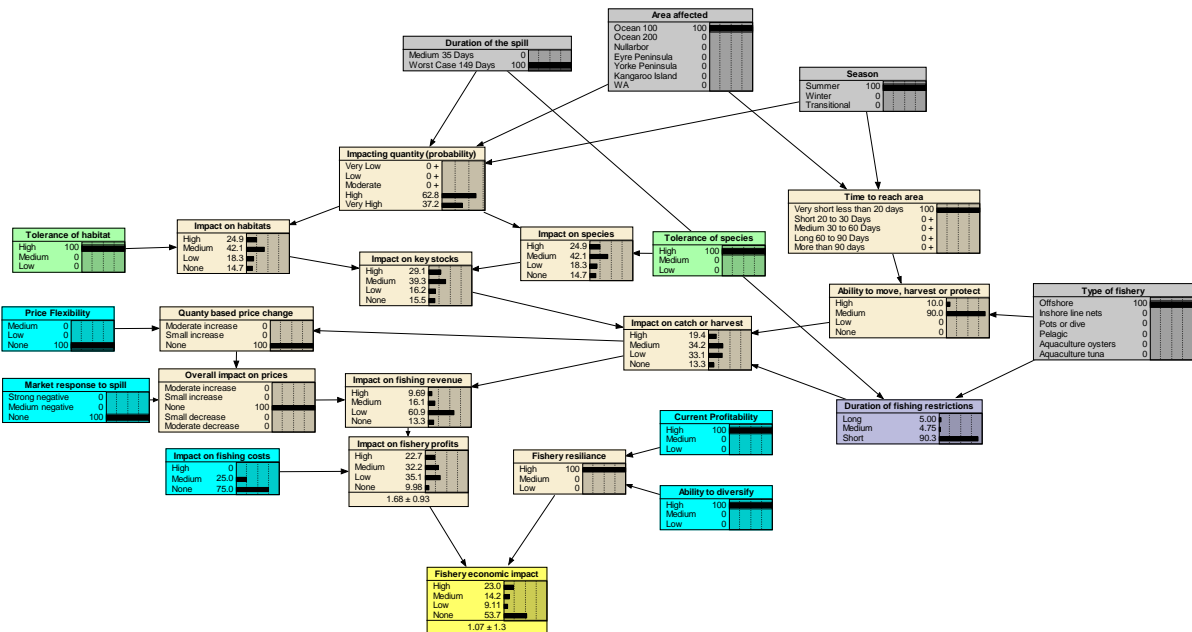 Area affected
Ocean 100 100
Ocean 200 0
Nullarbor 0
Eyre Peninsula 0
Yorke Peninsula 0
Kangaroo Island 0
WA 0
Duration of the spill
Medium 35 Days 0
Worst Case 149 Days 100
Season
Summer 100
Winter 0
Transitional 0
Impacting quantity (probability)
Very Low 0 +
Low 0 +
Moderate 0 +
High 62.8
Very High 37.2
Time to reach area
Very short less than 20 days 100
Short 20 to 30 Days 0 +
Medium 30 to 60 Days 0 +
Long 60 to 90 Days 0 +
More than 90 days 0 +
Impact on habitats
High 24.9
Medium 42.1
Low 18.3
None 14.7
Tolerance of habitat
High 100
Medium 0
Low 0
Impact on species
High 24.9
Medium 42.1
Low 18.3
None 14.7
Tolerance of species
High 100
Medium 0
Low 0
Impact on key stocks
High 29.1
Medium 39.3
Low 16.2
None 15.5
Ability to move, harvest or protect
High 10.0
Medium 90.0
Low 0
None 0
Type of fishery
Offshore 100
Inshore line nets 0
Pots or dive 0
Pelagic 0
Aquaculture oysters 0
Aquaculture tuna 0
Price Flexibility
Medium 0
Low 0
None 100
Quanty based price change
Moderate increase 0
Small increase 0
None 100
Impact on catch or harvest
High 19.4
Medium 34.2
Low 33.1
None 13.3
Market response to spill
Strong negative 0
Medium negative 0
None 100
Overall impact on prices
Moderate increase 0
Small increase 0
None 100
Small decrease 0
Moderate decrease 0
Impact on fishing revenue
High 9.69
Medium 16.1
Low 60.9
None 13.3
Duration of fishing restrictions
Long 5.00
Medium 4.75
Short 90.3
Current Profitability
High 100
Medium 0
Low 0
Impact on fishing costs
High 0
Medium 25.0
None 75.0
Impact on fishery profits
High 22.7
Medium 32.2
Low 35.1
None 9.98
1.68 ± 0.93
Fishery resiliance
High 100
Medium 0
Low 0
Ability to diversify
High 100
Medium 0
Low 0
Fishery economic impact
High 23.0
Medium 14.2
Low 9.11
None 53.7
1.07 ± 1.3